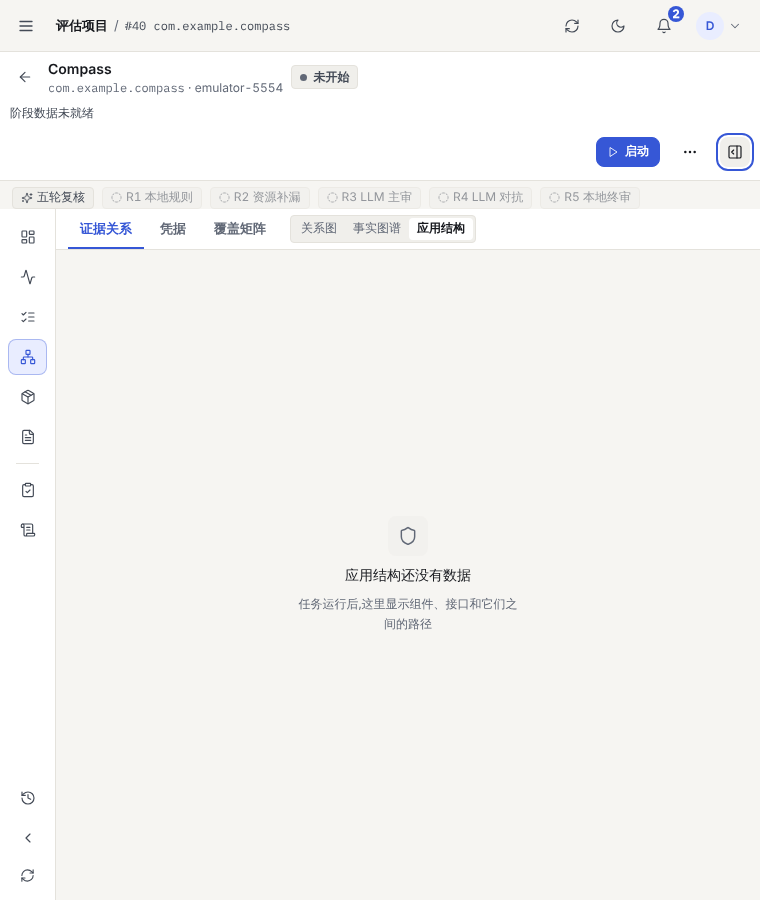 评估项目 / #40 com.example.compass
2
D
Compass
com.example.compass · emulator-5554
未开始
阶段数据未就绪
启动
五轮复核
R1 本地规则
R2 资源补漏
R3 LLM 主审
R4 LLM 对抗
R5 本地终审
证据关系
凭据
覆盖矩阵
关系图
事实图谱
应用结构
应用结构还没有数据
任务运行后,这里显示组件、接口和它们之
间的路径